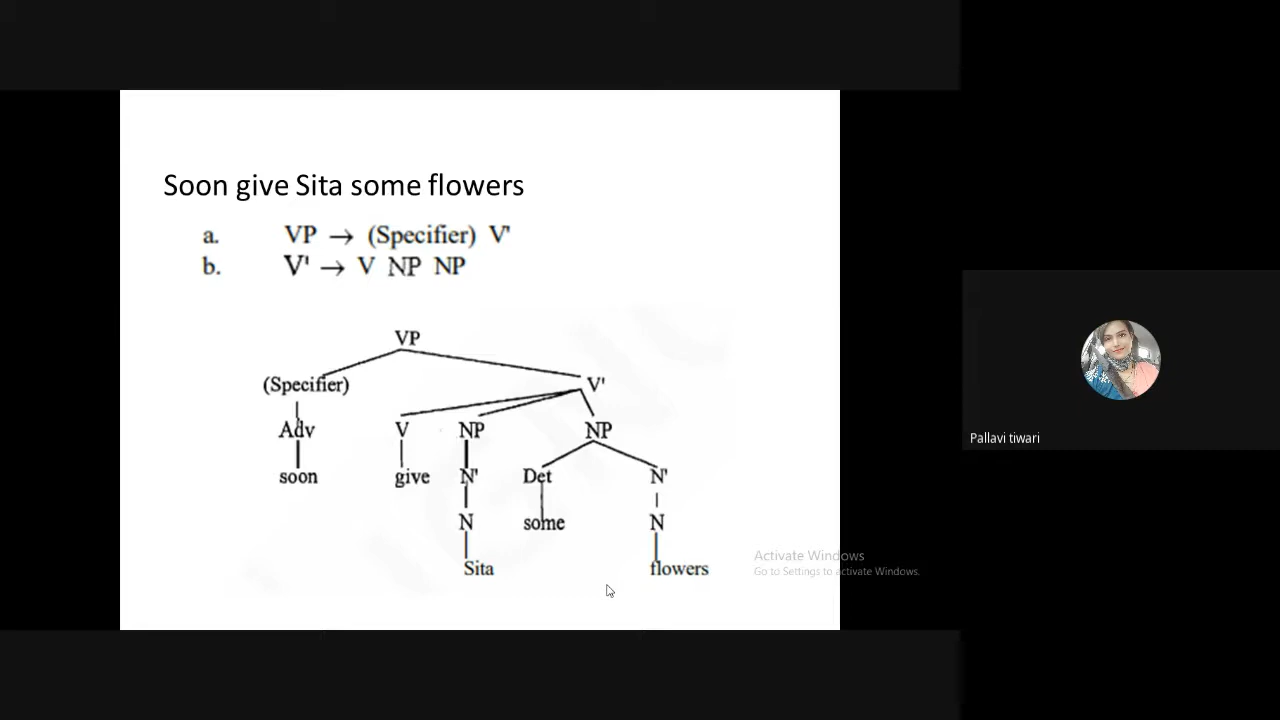 Soon give Sita some flowers
a. VP → (Specifier) V'
b. V' → V NP NP
VP
(Specifier) V'
Adv V NP NP
soon give N' Det N'
N some N
Sita flowers
Pallavi tiwari
Activate Windows
Go to Settings to activate Windows.